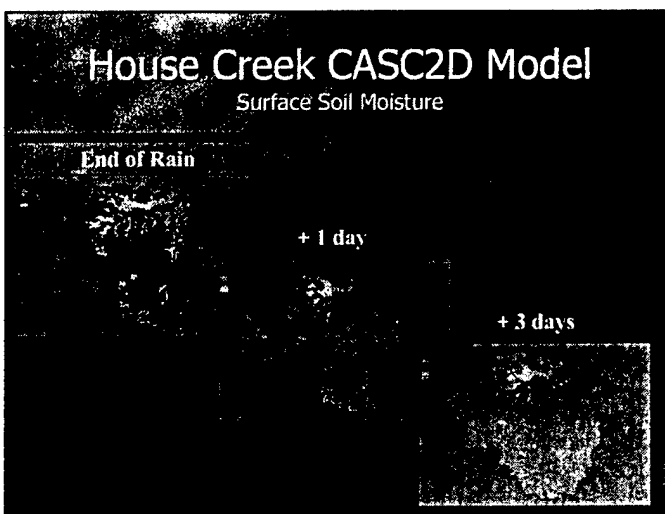 House Creek CASC2D Model
Surface Soil Moisture
End of Rain
+ 1 day
+ 3 days